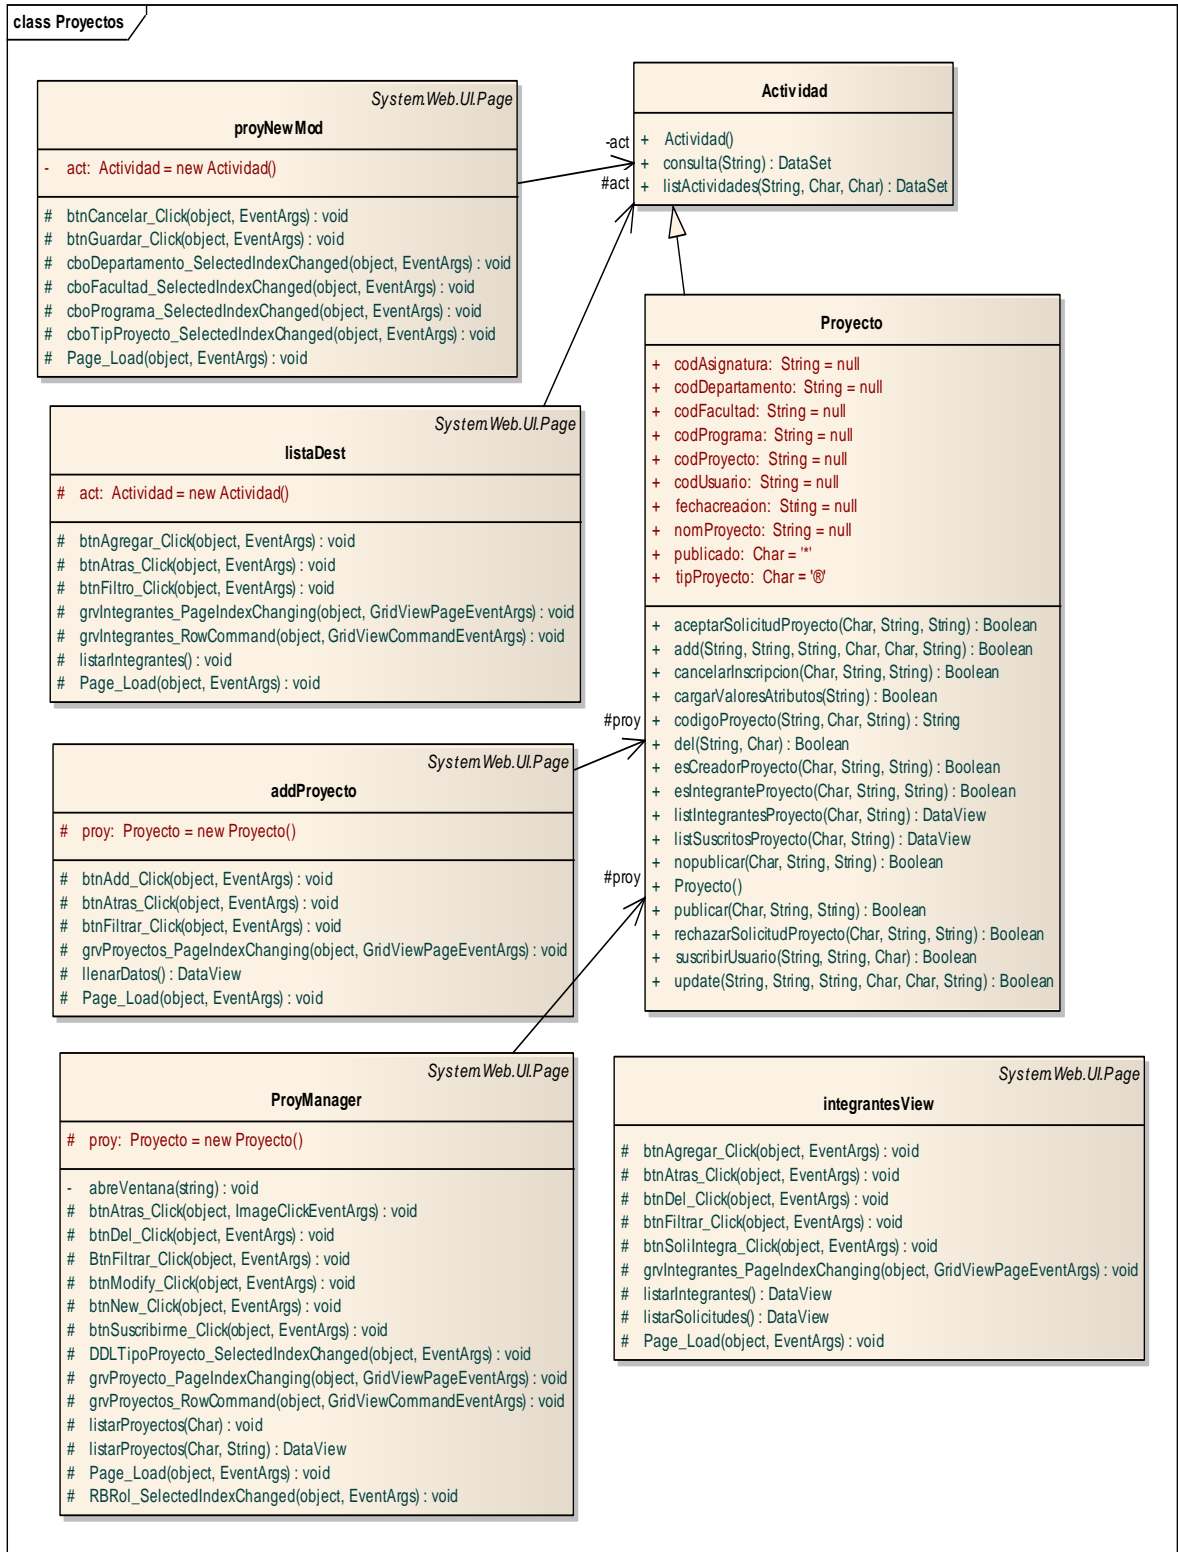 class Proyectos
System.Web.UI.Page
proyNewMod
- act: Actividad = new Actividad()
# btnCancelar_Click(object, EventArgs) : void
# btnGuardar_Click(object, EventArgs) : void
# cboDepartamento_SelectedIndexChanged(object, EventArgs) : void
# cboFacultad_SelectedIndexChanged(object, EventArgs) : void
# cboPrograma_SelectedIndexChanged(object, EventArgs) : void
# cboTipProyecto_SelectedIndexChanged(object, EventArgs) : void
# Page_Load(object, EventArgs) : void
-act
#act
Actividad
+ Actividad()
+ consulta(String) : DataSet
+ listActividades(String, Char, Char) : DataSet
System.Web.UI.Page
listaDest
# act: Actividad = new Actividad()
# btnAgregar_Click(object, EventArgs) : void
# btnAtras_Click(object, EventArgs) : void
# btnFiltro_Click(object, EventArgs) : void
# grvIntegrantes_PageIndexChanging(object, GridViewPageEventArgs) : void
# grvIntegrantes_RowCommand(object, GridViewCommandEventArgs) : void
# listarIntegrantes() : void
# Page_Load(object, EventArgs) : void
Proyecto
+ codAsignatura: String = null
+ codDepartamento: String = null
+ codFacultad: String = null
+ codPrograma: String = null
+ codProyecto: String = null
+ codUsuario: String = null
+ fechacreacion: String = null
+ nomProyecto: String = null
+ publicado: Char = '*'
+ tipProyecto: Char = '®'
+ aceptarSolicitudProyecto(Char, String, String) : Boolean
+ add(String, String, String, Char, Char, String) : Boolean
+ cancelarInscripcion(Char, String, String) : Boolean
+ cargarValoresAtributos(String) : Boolean
+ codigoProyecto(String, Char, String) : String
+ del(String, Char) : Boolean
+ esCreadorProyecto(Char, String, String) : Boolean
+ esIntegranteProyecto(Char, String, String) : Boolean
+ listIntegrantesProyecto(Char, String) : DataView
+ listSuscritosProyecto(Char, String) : DataView
+ nopublicar(Char, String, String) : Boolean
+ Proyecto()
+ publicar(Char, String, String) : Boolean
+ rechazarSolicitudProyecto(Char, String, String) : Boolean
+ suscribirUsuario(String, String, Char) : Boolean
+ update(String, String, String, Char, Char, String) : Boolean
#proy
#proy
System.Web.UI.Page
addProyecto
# proy: Proyecto = new Proyecto()
# btnAdd_Click(object, EventArgs) : void
# btnAtras_Click(object, EventArgs) : void
# btnFiltrar_Click(object, EventArgs) : void
# grvProyectos_PageIndexChanging(object, GridViewPageEventArgs) : void
# llenarDatos() : DataView
# Page_Load(object, EventArgs) : void
System.Web.UI.Page
ProyManager
# proy: Proyecto = new Proyecto()
- abreVentana(string) : void
# btnAtras_Click(object, ImageClickEventArgs) : void
# btnDel_Click(object, EventArgs) : void
# BtnFiltrar_Click(object, EventArgs) : void
# btnModify_Click(object, EventArgs) : void
# btnNew_Click(object, EventArgs) : void
# btnSuscribirme_Click(object, EventArgs) : void
# DDLTipoProyecto_SelectedIndexChanged(object, EventArgs) : void
# grvProyecto_PageIndexChanging(object, GridViewPageEventArgs) : void
# grvProyectos_RowCommand(object, GridViewCommandEventArgs) : void
# listarProyectos(Char) : void
# listarProyectos(Char, String) : DataView
# Page_Load(object, EventArgs) : void
# RBRol_SelectedIndexChanged(object, EventArgs) : void
System.Web.UI.Page
integrantesView
# btnAgregar_Click(object, EventArgs) : void
# btnAtras_Click(object, EventArgs) : void
# btnDel_Click(object, EventArgs) : void
# btnFiltrar_Click(object, EventArgs) : void
# btnSoliIntegra_Click(object, EventArgs) : void
# grvIntegrantes_PageIndexChanging(object, GridViewPageEventArgs) : void
# listarIntegrantes() : DataView
# listarSolicitudes() : DataView
# Page_Load(object, EventArgs) : void